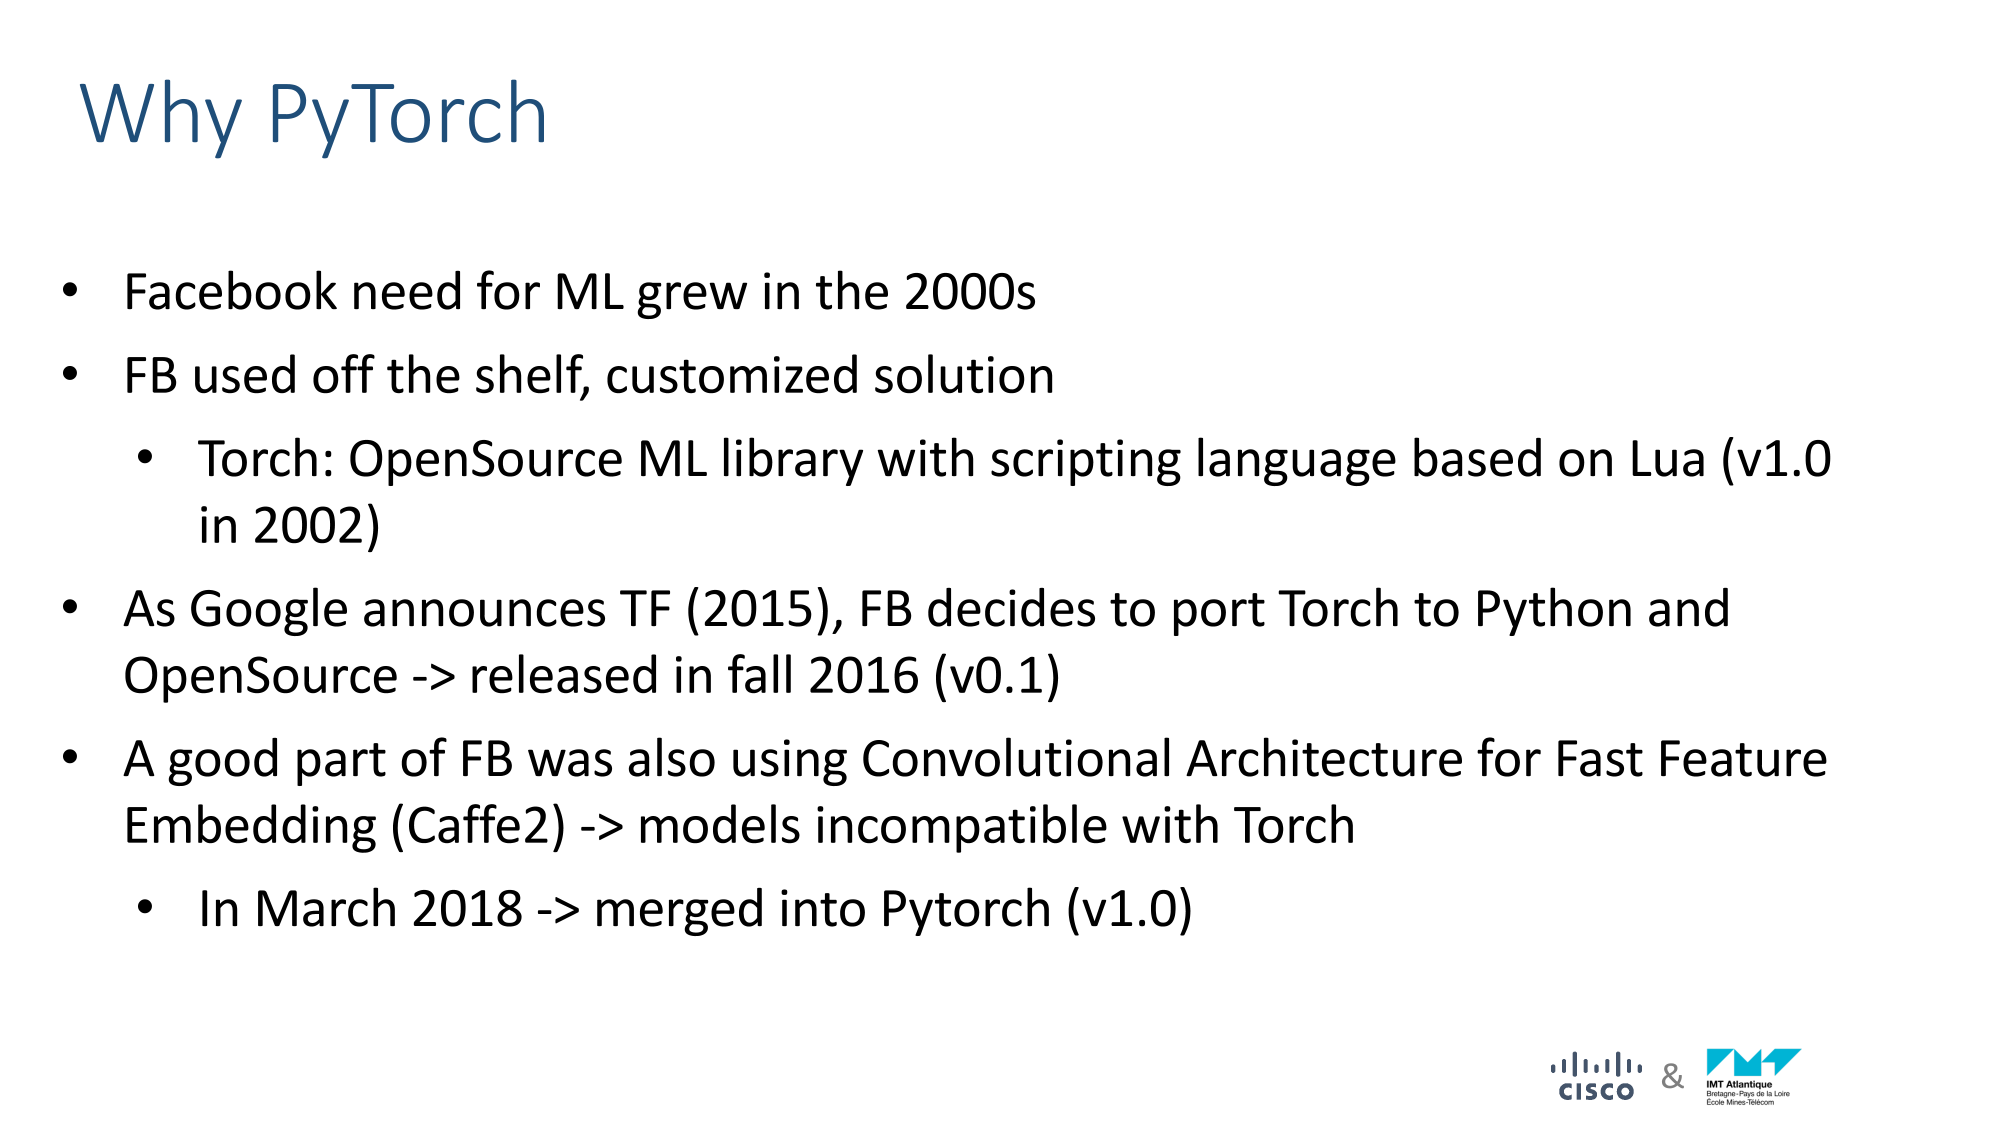 Why PyTorch
• Facebook need for ML grew in the 2000s
• FB used off the shelf, customized solution
• Torch: OpenSource ML library with scripting language based on Lua (v1.0
in 2002)
• As Google announces TF (2015), FB decides to port Torch to Python and
OpenSource -> released in fall 2016 (v0.1)
• A good part of FB was also using Convolutional Architecture for Fast Feature
Embedding (Caffe2) -> models incompatible with Torch
• In March 2018 -> merged into Pytorch (v1.0)
CISCO & IMT Atlantique
Bretagne-Pays de la Loire
École Mines-Télécom